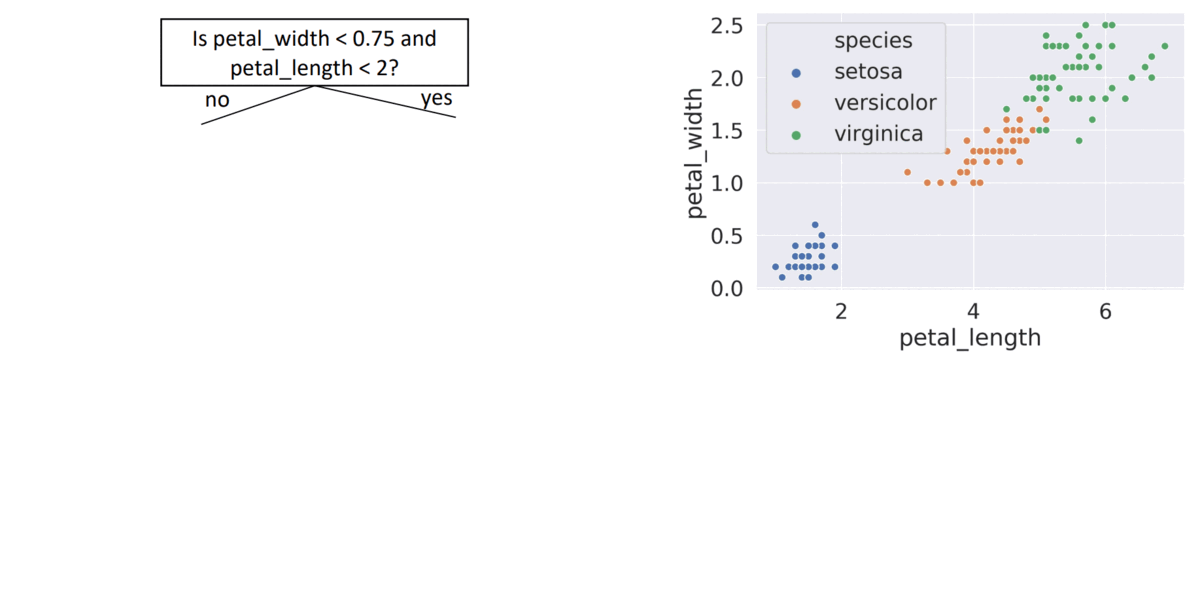 Is petal_width < 0.75 and
petal_length < 2?
no
yes
2.5
2.0
1.5
1.0
0.5
0.0
petal_width
species
setosa
versicolor
virginica
2
4
6
petal_length